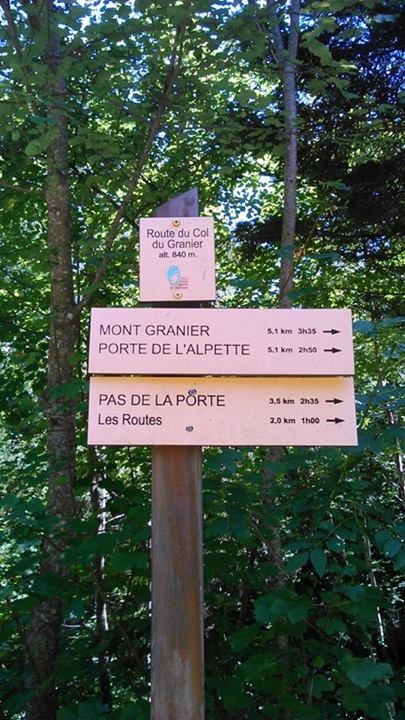 Route du Col
du Granier
alt. 840 m.
MONT GRANIER 5,1 km 3h35
PORTE DE L'ALPETTE 5,1 km 2h50
PAS DE LA PORTE 3,5 km 2h35
Les Routes 2,0 km 1h00